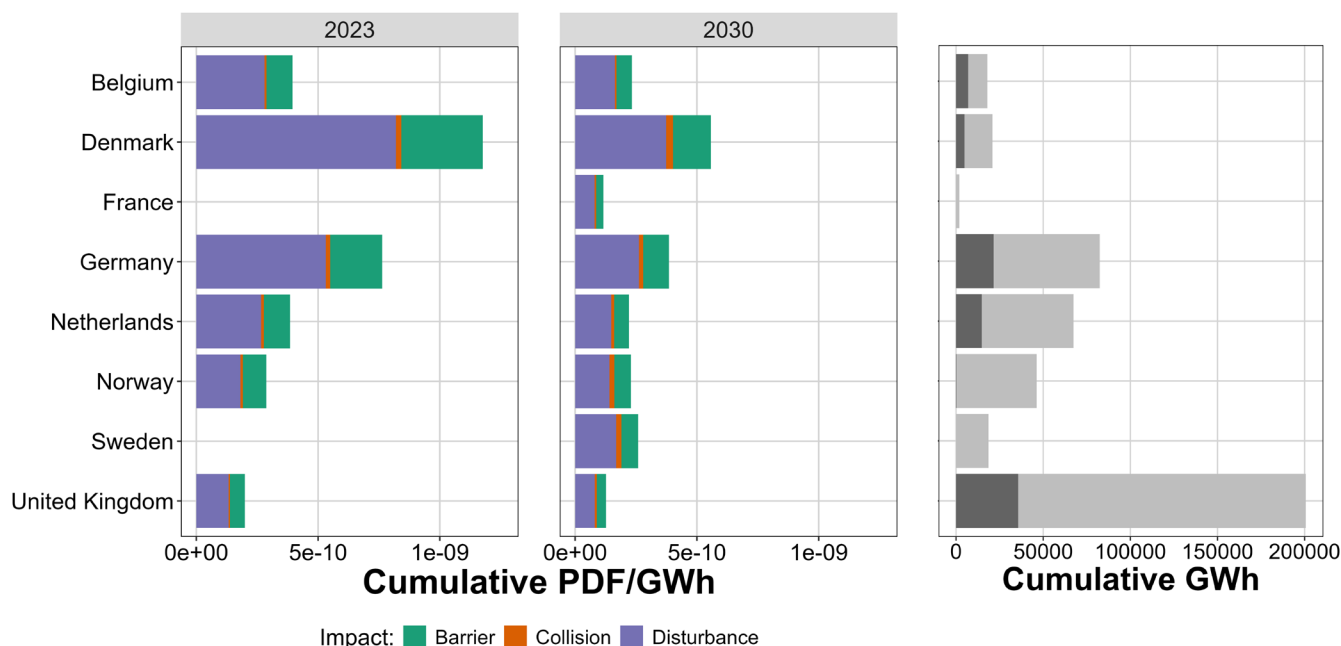 2023 2030
Belgium
Denmark
France
Germany
Netherlands
Norway
Sweden
United Kingdom
0e+00 5e-10 1e-09 0e+00 5e-10 1e-09 0 50000 100000 150000 200000
Cumulative PDF/GWh Cumulative GWh
Impact: Barrier Collision Disturbance